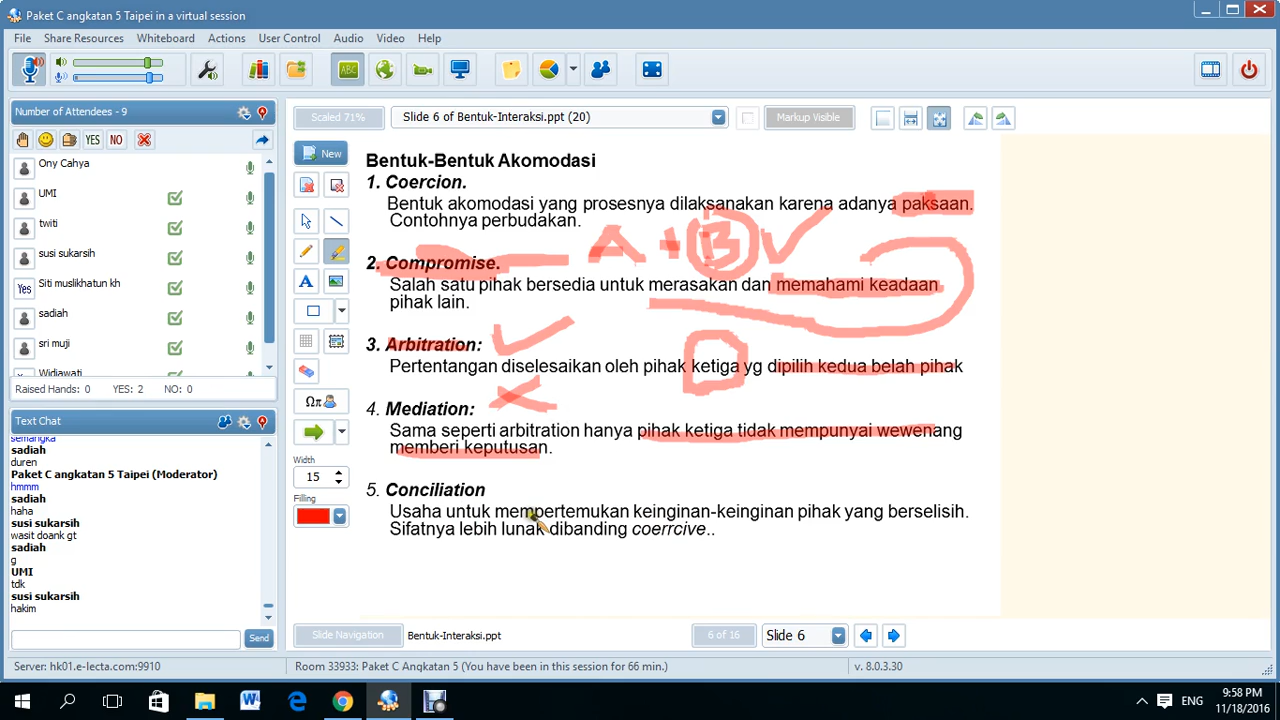 Paket C angkatan 5 Taipei in a virtual session
File Share Resources Whiteboard Actions User Control Audio Video Help
ABC
Number of Attendees - 9
YES NO
Ony Cahya
UMI
twiti
susi sukarsih
Yes Siti muslikhatun kh
sadiah
sri muji
Widiawati
Raised Hands: 0 YES: 2 NO: 0
Text Chat
semangka
sadiah
duren
Paket C angkatan 5 Taipei (Moderator)
hmmm
sadiah
haha
susi sukarsih
wasit doank gt
sadiah
g
UMI
tdk
susi sukarsih
hakim
Send
Scaled 71%
Slide 6 of Bentuk-Interaksi.ppt (20)
Markup Visible
New
A
Ωπ
Width
15
Filling
Bentuk-Bentuk Akomodasi
1. Coercion.
Bentuk akomodasi yang prosesnya dilaksanakan karena adanya paksaan.
Contohnya perbudakan.
A + B V
2. Compromise.
Salah satu pihak bersedia untuk merasakan dan memahami keadaan
pihak lain.
3. Arbitration:
Pertentangan diselesaikan oleh pihak ketiga yg dipilih kedua belah pihak
4. Mediation:
Sama seperti arbitration hanya pihak ketiga tidak mempunyai wewenang
memberi keputusan.
5. Conciliation
Usaha untuk mempertemukan keinginan-keinginan pihak yang berselisih.
Sifatnya lebih lunak dibanding coerrcive..
Slide Navigation Bentuk-Interaksi.ppt 6 of 16 Slide 6
Server: hk01.e-lecta.com:9910 Room 33933: Paket C Angkatan 5 (You have been in this session for 66 min.) v. 8.0.3.30
ENG
9:58 PM
11/18/2016